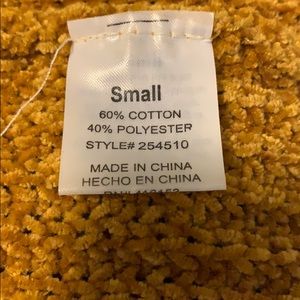 Small
60% COTTON
40% POLYESTER
STYLE# 254510
MADE IN CHINA
HECHO EN CHINA